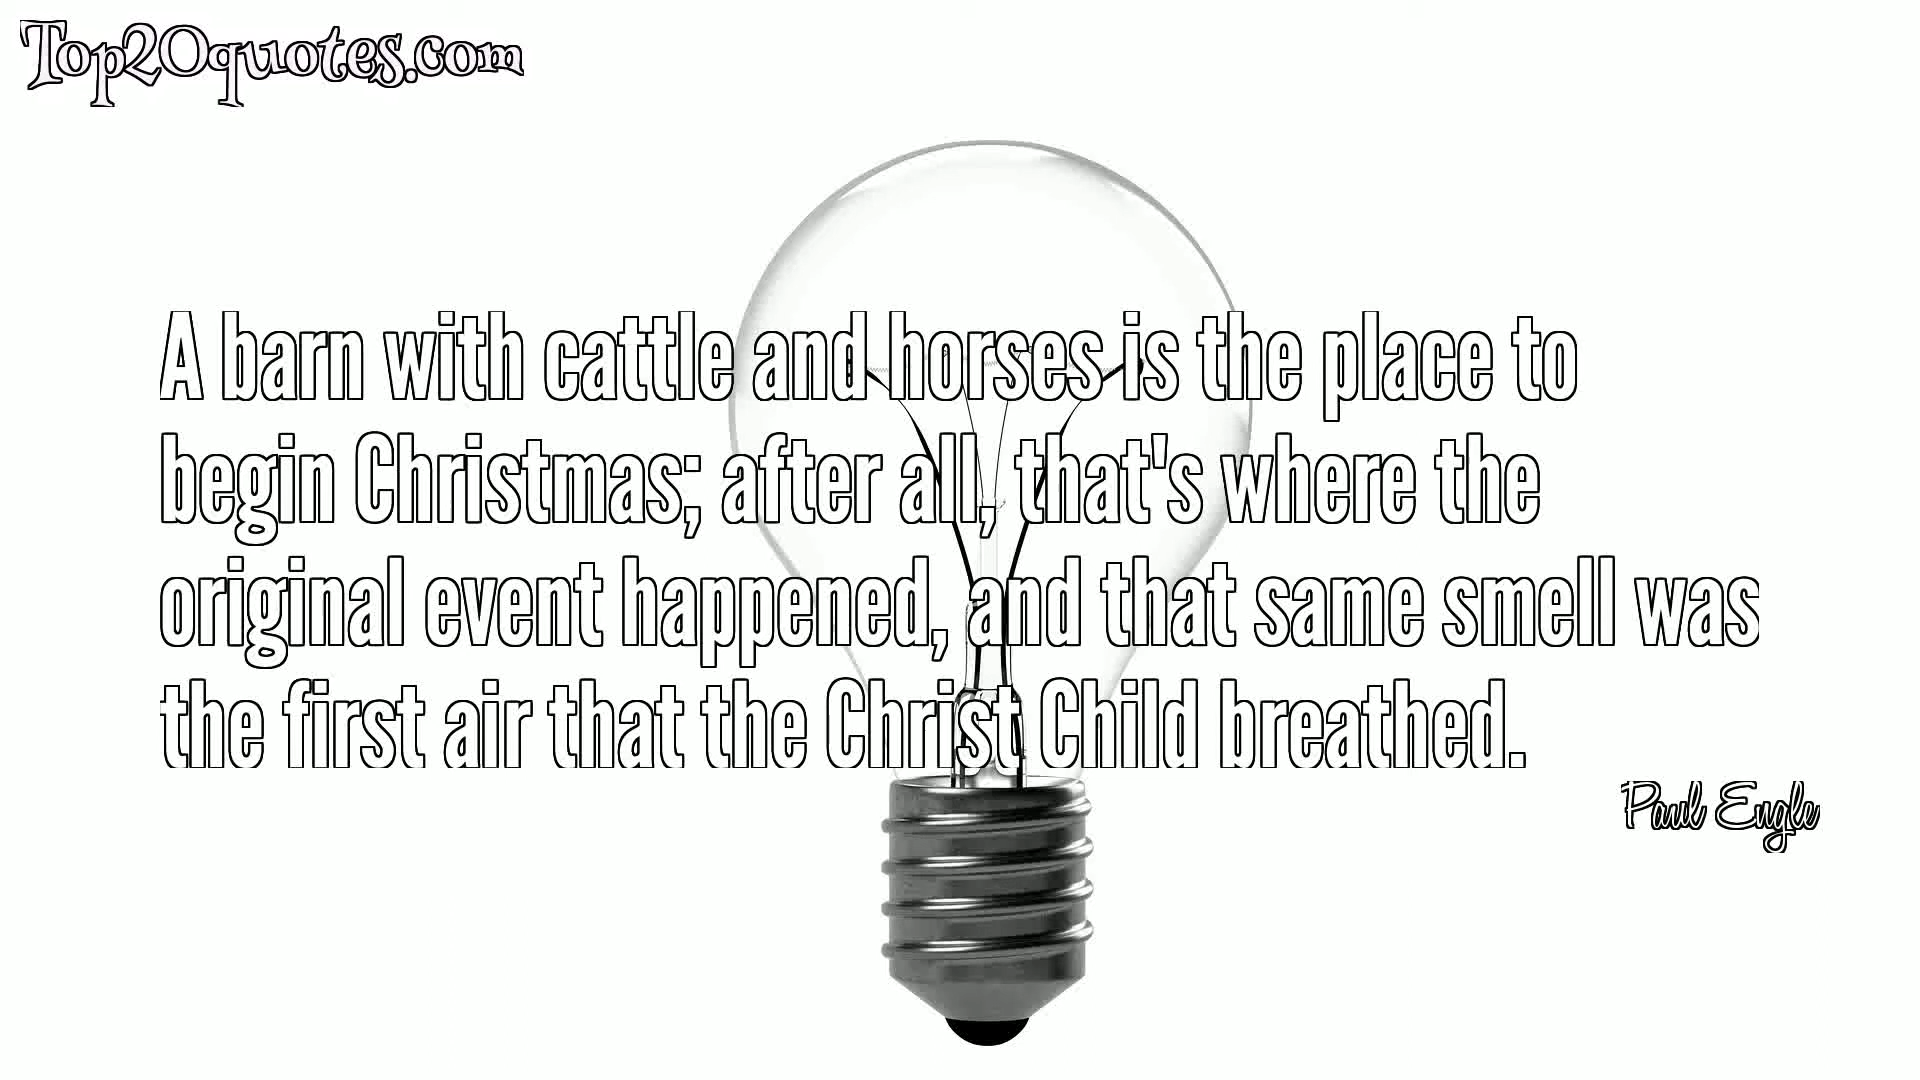 Top20quotes.com
A barn with cattle and horses is the place to
begin Christmas; after all, that's where the
original event happened, and that same smell was
the first air that the Christ Child breathed.
Paul Engle